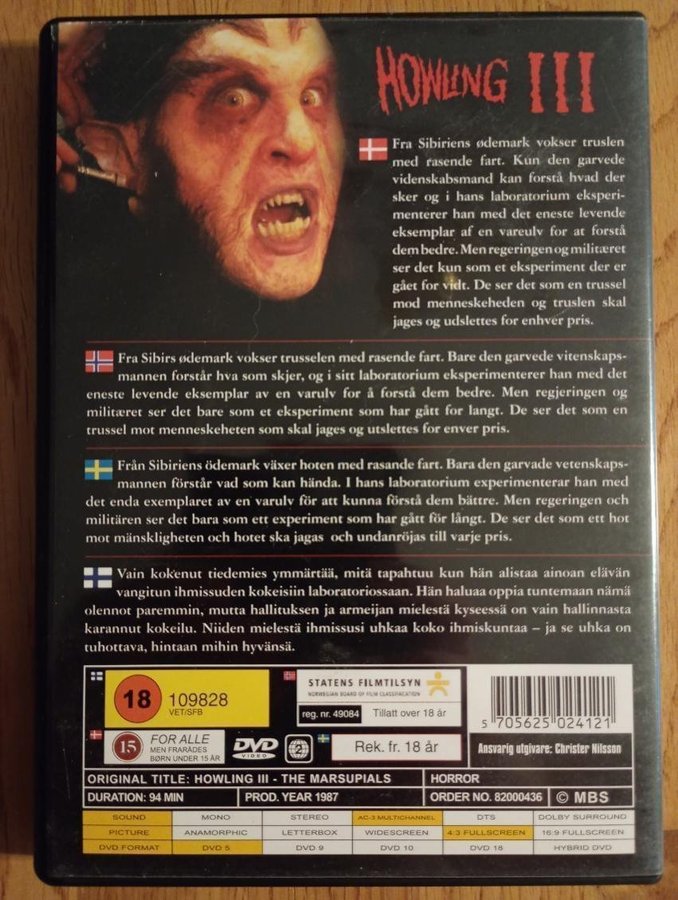 HOWLING III
Fra Sibiriens ødemark vokser truslen
med rasende fart. Kun den garvede
videnskabsmand kan forstå hvad der
sker og i hans laboratorium eksperi-
menterer han med det eneste levende
eksemplar af en vareulv for at forstå
dem bedre. Men regeringen og militæret
ser det kun som et eksperiment der er
gået for vidt. De ser det som en trussel
mod menneskeheden og truslen skal
jages og udslettes for enhver pris.
Fra Sibirs ødemark vokser trusselen med rasende fart. Bare den garvede vitenskaps-
mannen forstår hva som skjer, og i sitt laboratorium eksperimenterer han med det
eneste levende eksemplar av en varulv for å forstå dem bedre. Men regjeringen og
militæret ser det bare som et eksperiment som har gått for langt. De ser det som en
trussel mot menneskeheten som skal jages og utslettes for enver pris.
Från Sibiriens ödemark växer hoten med rasande fart. Bara den garvade vetenskaps-
mannen förstår vad som kan hända. I hans laboratorium experimenterar han med
det enda exemplaret av en varulv för att kunna förstå dem bättre. Men regeringen och
militären ser det bara som ett experiment som har gått för långt. De ser det som ett hot
mot mänskligheten och hotet ska jagas och undanröjas till varje pris.
Vain kokenut tiedemies ymmärtää, mitä tapahtuu kun hän alistaa ainoan elävän
vangitun ihmissuden kokeisiin laboratoriossaan. Hän haluaa oppia tuntemaan nämä
olennot paremmin, mutta hallituksen ja armeijan mielestä kyseessä on vain hallinnasta
karannut kokeilu. Niiden mielestä ihmissusi uhkaa koko ihmiskuntaa – ja se uhka on
tuhottava, hintaan mihin hyvänsä.
18 109828
VET/SFB
STATENS FILMTILSYN
NORWEGIAN BOARD OF FILM CLASSIFICATION
reg. nr. 49084 Tillatt over 18 år
5 705625 024121
15 FOR ALLE
MEN FRARÅDES
BØRN UNDER 15 ÅR
DVD
VIDEO
2
Rek. fr. 18 år
Ansvarig utgivare: Christer Nilsson
ORIGINAL TITLE: HOWLING III - THE MARSUPIALS HORROR
DURATION: 94 MIN PROD. YEAR 1987 ORDER NO. 82000436 © MBS
SOUND MONO STEREO AC-3 MULTICHANNEL DTS DOLBY SURROUND
PICTURE ANAMORPHIC LETTERBOX WIDESCREEN 4:3 FULLSCREEN 16:9 FULLSCREEN
DVD FORMAT DVD 5 DVD 9 DVD 10 DVD 18 HYBRID DVD